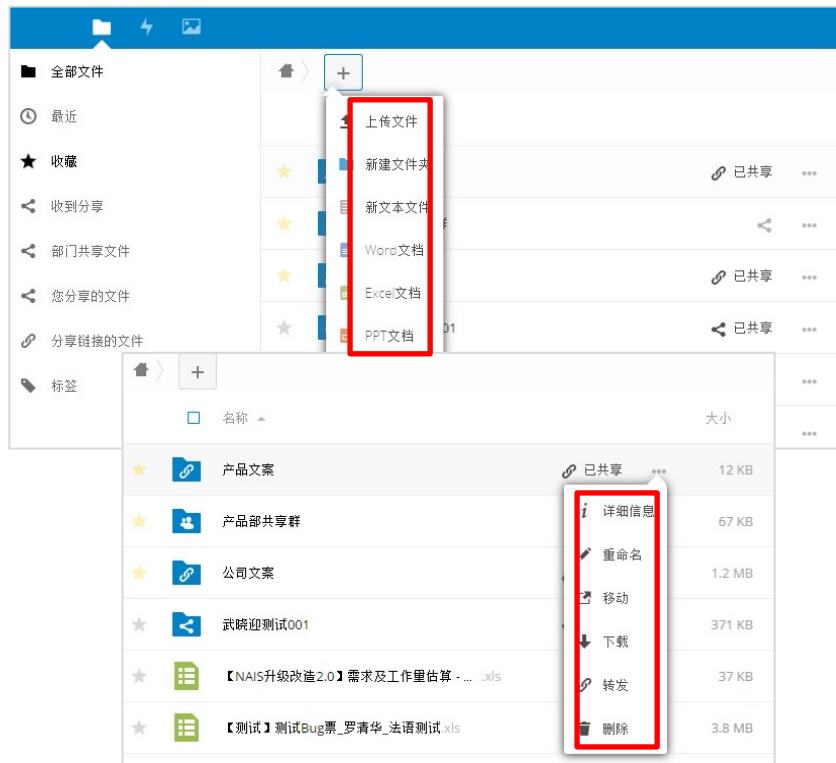 全部文件
最近
收藏
收到分享
部门共享文件
您分享的文件
分享链接的文件
标签
+
上传文件
新建文件夹
新文本文件
Word文档
Excel文档
PPT文档
已共享
已共享
01 已共享
+
名称 大小
产品文案 已共享 12 KB
产品部共享群 67 KB
公司文案 1.2 MB
武晓迎测试001 371 KB
【NAIS升级改造2.0】需求及工作量估算 - ... .xls 37 KB
【测试】测试Bug票_罗清华_法语测试.xls 3.8 MB
详细信息
重命名
移动
下载
转发
删除